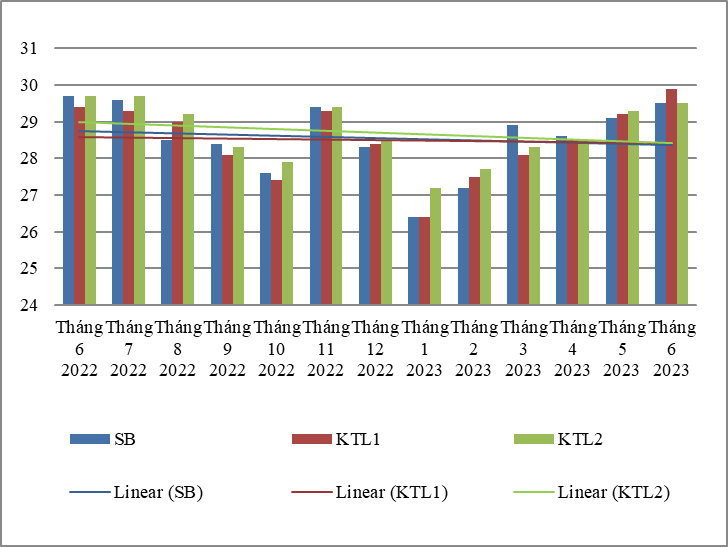 31
30
29
28
27
26
25
24
Tháng Tháng Tháng Tháng Tháng Tháng Tháng Tháng Tháng Tháng Tháng Tháng Tháng
6 7 8 9 10 11 12 1 2 3 4 5 6
2022 2022 2022 2022 2022 2022 2022 2023 2023 2023 2023 2023 2023
SB KTL1 KTL2
Linear (SB) Linear (KTL1) Linear (KTL2)